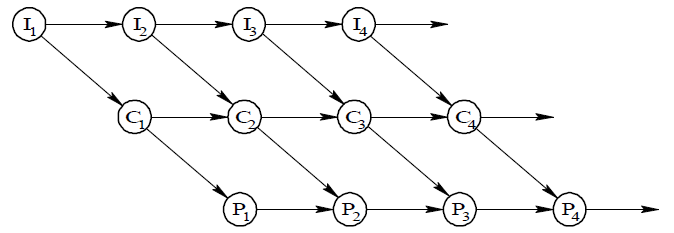 I₁ I₂ I₃ I₄
C₁ C₂ C₃ C₄
P₁ P₂ P₃ P₄